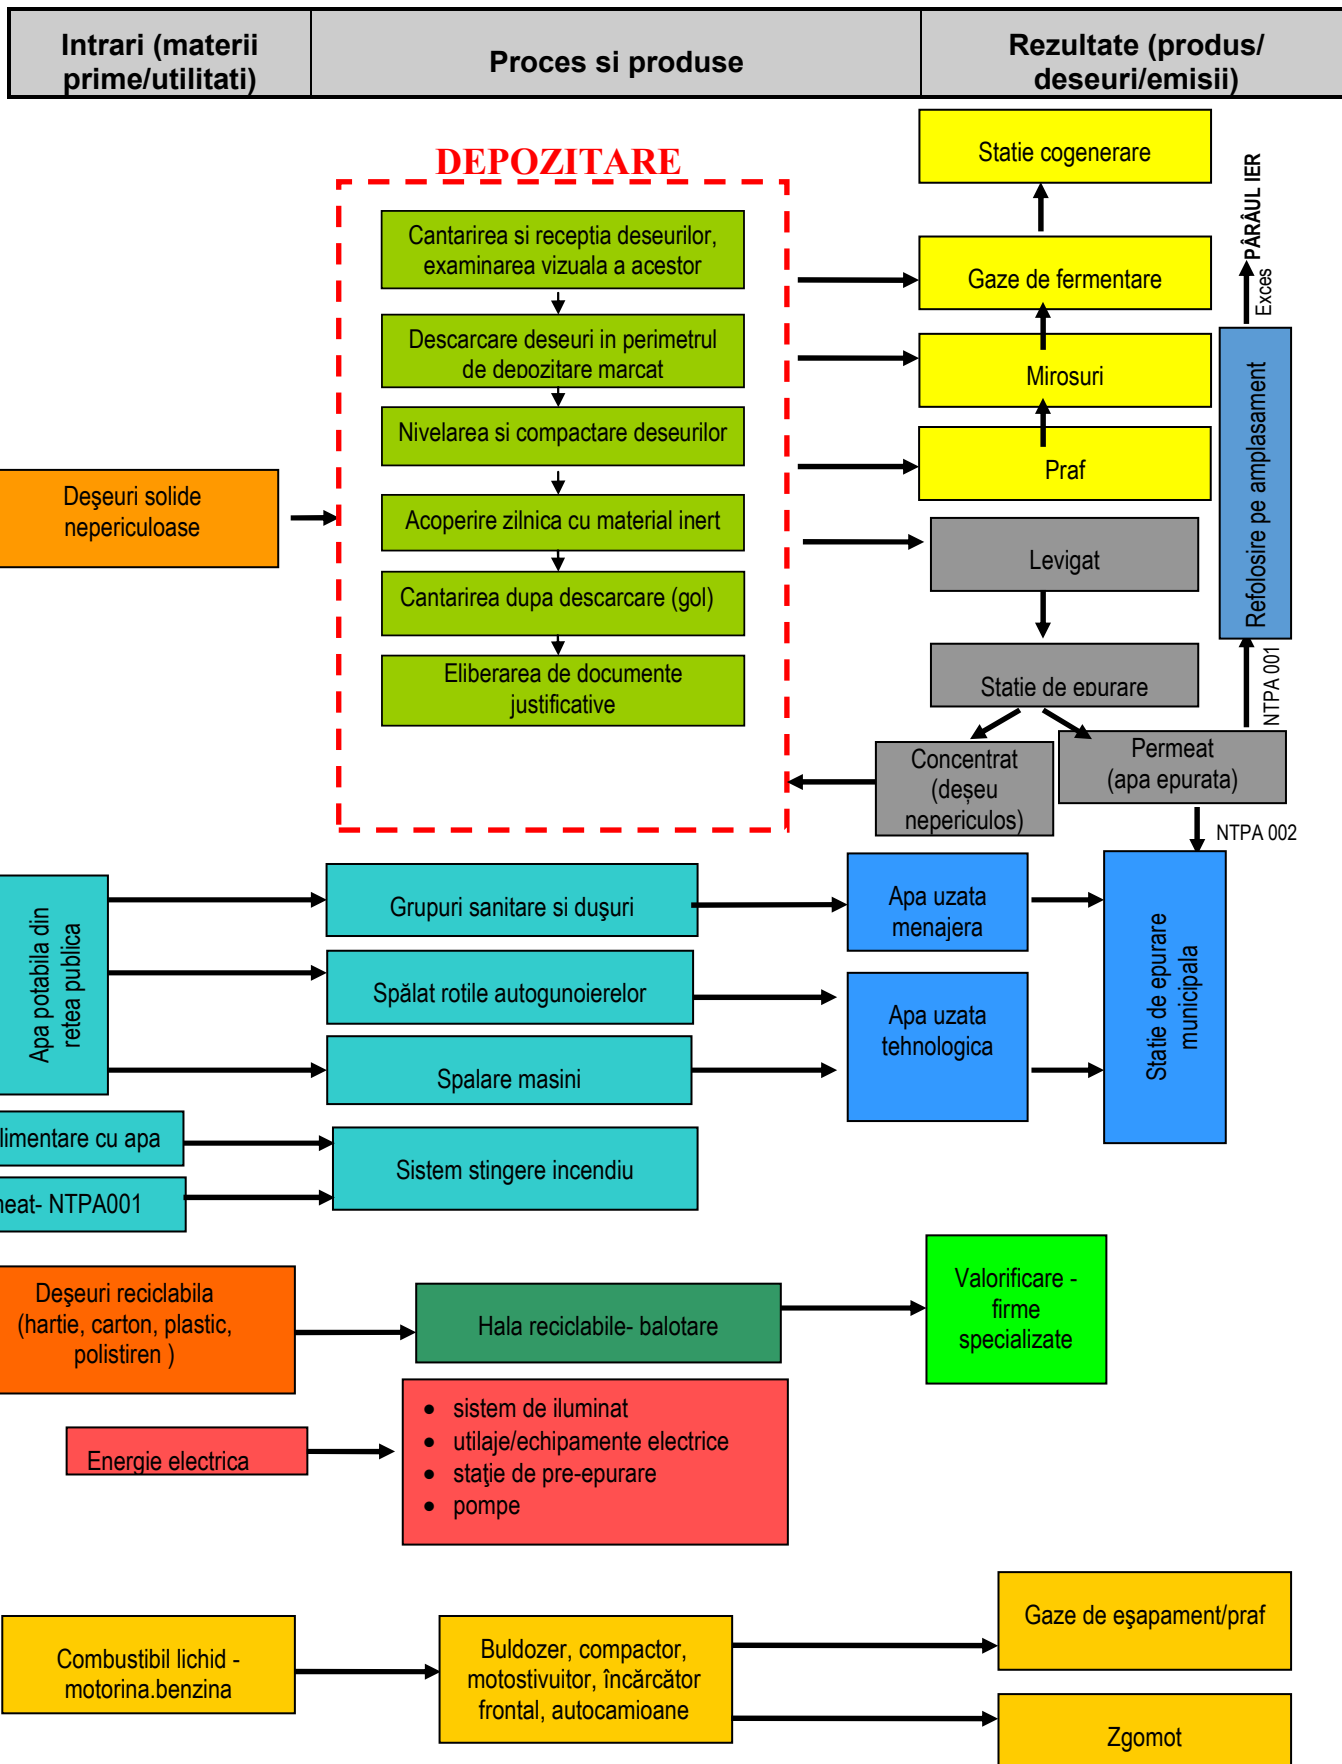 Intrari (materii
prime/utilitati)
Proces si produse
Rezultate (produs/
deseuri/emisii)
DEPOZITARE
Cantarirea si receptia deseurilor,
examinarea vizuala a acestor
Descarcare deseuri in perimetrul
de depozitare marcat
Nivelarea si compactare deseurilor
Acoperire zilnica cu material inert
Cantarirea dupa descarcare (gol)
Eliberarea de documente
justificative
Deşeuri solide
nepericuloase
Statie cogenerare
Gaze de fermentare
Mirosuri
Praf
Levigat
Statie de epurare
Concentrat
(deșeu
nepericulos)
Permeat
(apa epurata)
PÂRÂUL IER
Exces
Refolosire pe amplasament
NTPA 001
NTPA 002
Apa potabila din
retea publica
Grupuri sanitare si duşuri
Spălat rotile autogunoierelor
Spalare masini
Apa uzata
menajera
Apa uzata
tehnologica
Statie de epurare
municipala
limentare cu apa
neat- NTPA001
Sistem stingere incendiu
Deşeuri reciclabila
(hartie, carton, plastic,
polistiren )
Hala reciclabile- balotare
Valorificare -
firme
specializate
Energie electrica
• sistem de iluminat
• utilaje/echipamente electrice
• staţie de pre-epurare
• pompe
Combustibil lichid -
motorina.benzina
Buldozer, compactor,
motostivuitor, încărcător
frontal, autocamioane
Gaze de eşapament/praf
Zgomot